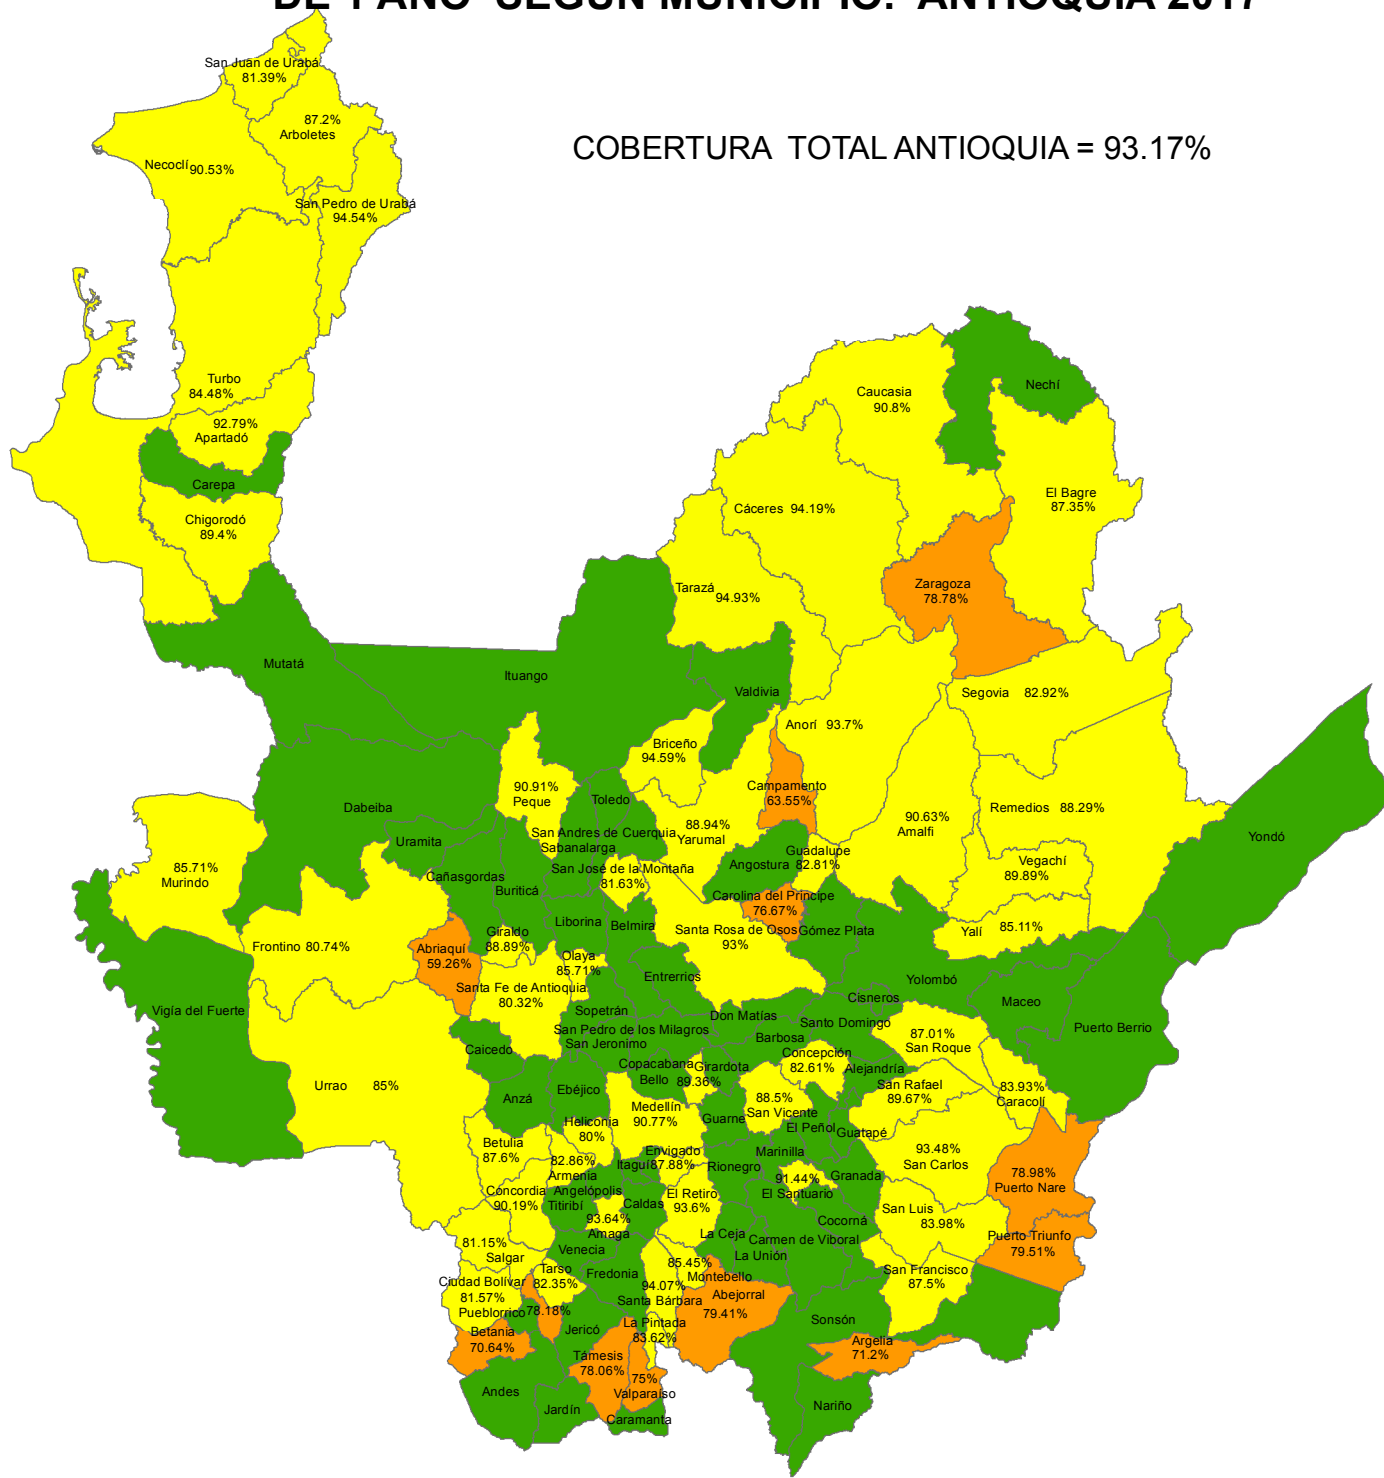 DE 1 AÑO SEGÚN MUNICIPIO. ANTIOQUIA 2017
COBERTURA TOTAL ANTIOQUIA = 93.17%
San Juan de Urabá
81.39%
87.2%
Arboletes
Necoclí 90.53%
San Pedro de Urabá
94.54%
Turbo
84.48%
92.79%
Apartadó
Carepa
Chigorodó
89.4%
Caucasia
90.8%
Nechí
El Bagre
87.35%
Cáceres 94.19%
Zaragoza
78.78%
Tarazá 94.93%
Mutatá
Ituango
Valdivia
Segovia 82.92%
Anorí 93.7%
Briceño
94.59%
90.91%
Peque
Campamento
63.55%
Dabeiba
Toledo
Remedios 88.29%
90.63%
Amalfi
88.94%
Yarumal
San Andres de Cuerquia
Sabanalarga
Uramita
Yondó
Guadalupe
82.81%
Angostura
Vegachí
89.89%
85.71%
Murindo
San José de la Montaña
81.63%
Cañasgordas
Buriticá
Carolina del Príncipe
76.67%
Liborina
Belmira
Santa Rosa de Osos
93%
Gómez Plata
Yalí 85.11%
Giraldo
88.89%
Frontino 80.74%
Abriaquí
59.26%
Olaya
85.71%
Entrerrios
Yolombó
Santa Fe de Antioquia
80.32%
Cisneros
Maceo
Vigía del Fuerte
Sopetrán
Don Matías
Santo Domingo
Puerto Berrio
San Pedro de los Milagros
San Jeronimo
Barbosa
87.01%
San Roque
Caicedo
Concepción
82.61%
Copacabana
Bello
Girardota
89.36%
Alejandría
San Rafael
89.67%
83.93%
Caracolí
Urrao 85%
Ebéjico
Anzá
88.5%
San Vicente
Medellín
90.77%
Guarne
Heliconia
80%
El Peñol
Guatapé
Betulia
87.6%
93.48%
San Carlos
Marinilla
Envigado
87.88%
Itaguí
Rionegro
82.86%
Armenia
91.44%
El Santuario
Granada
78.98%
Puerto Nare
Concordia
90.19%
Angelópolis
Titiribí
El Retiro
93.6%
Caldas
San Luis
83.98%
93.64%
Amaga
Cocorná
La Ceja
Carmen de Viboral
Puerto Triunfo
79.51%
81.15%
Salgar
Venecia
La Unión
85.45%
Montebello
Tarso
82.35%
Fredonia
San Francisco
87.5%
Ciudad Bolívar
81.57%
94.07%
Santa Bárbara
Abejorral
79.41%
Pueblorrico
78.18%
Sonsón
La Pintada
83.62%
Betania
70.64%
Jericó
Argelia
71.2%
Támesis
78.06%
75%
Valparaíso
Andes
Jardín
Caramanta
Nariño